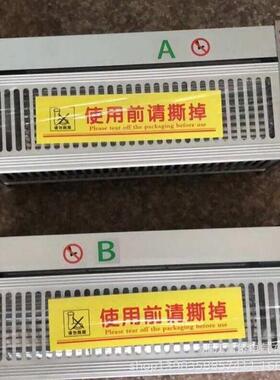 A
使用前请撕掉
Please tear off the packaging before use
B
使用前请撕掉
Please tear off the packaging before use